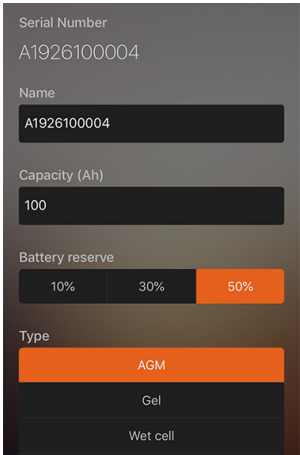 Serial Number
A1926100004
Name
A1926100004
Capacity (Ah)
100
Battery reserve
10% 30% 50%
Type
AGM
Gel
Wet cell